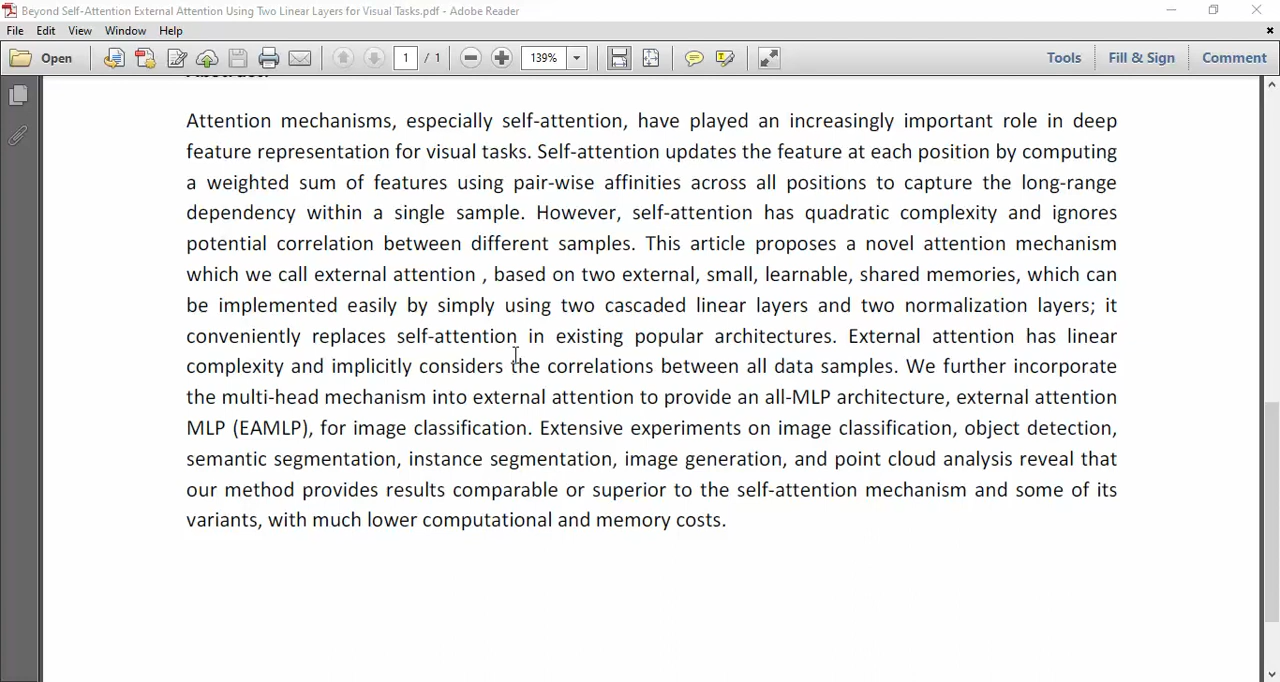 Beyond Self-Attention External Attention Using Two Linear Layers for Visual Tasks.pdf - Adobe Reader
File Edit View Window Help
Open 1 / 1 139% Tools Fill & Sign Comment
Attention mechanisms, especially self-attention, have played an increasingly important role in deep
feature representation for visual tasks. Self-attention updates the feature at each position by computing
a weighted sum of features using pair-wise affinities across all positions to capture the long-range
dependency within a single sample. However, self-attention has quadratic complexity and ignores
potential correlation between different samples. This article proposes a novel attention mechanism
which we call external attention , based on two external, small, learnable, shared memories, which can
be implemented easily by simply using two cascaded linear layers and two normalization layers; it
conveniently replaces self-attention in existing popular architectures. External attention has linear
complexity and implicitly considers the correlations between all data samples. We further incorporate
the multi-head mechanism into external attention to provide an all-MLP architecture, external attention
MLP (EAMLP), for image classification. Extensive experiments on image classification, object detection,
semantic segmentation, instance segmentation, image generation, and point cloud analysis reveal that
our method provides results comparable or superior to the self-attention mechanism and some of its
variants, with much lower computational and memory costs.